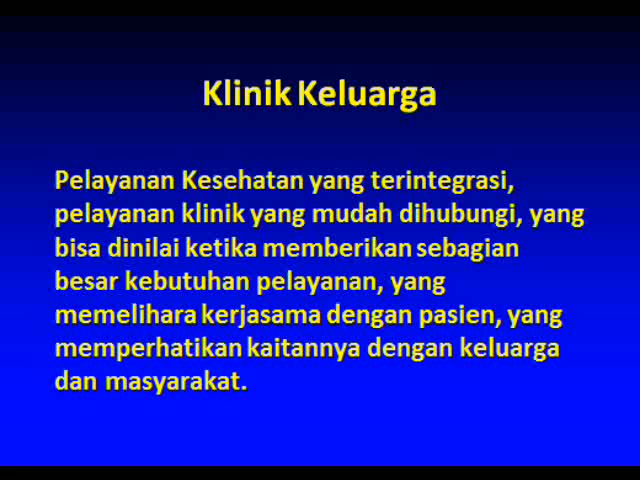 Klinik Keluarga
Pelayanan Kesehatan yang terintegrasi,
pelayanan klinik yang mudah dihubungi, yang
bisa dinilai ketika memberikan sebagian
besar kebutuhan pelayanan, yang
memelihara kerjasama dengan pasien, yang
memperhatikan kaitannya dengan keluarga
dan masyarakat.